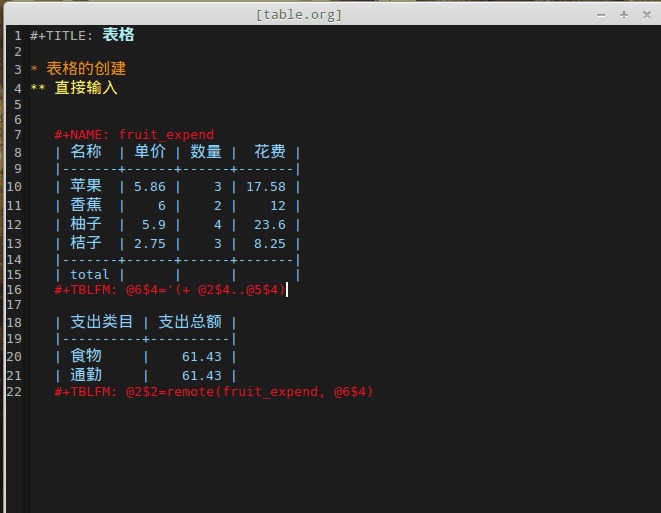 [table.org]
1 #+TITLE: 表格
2
3 * 表格的创建
4 ** 直接输入
5
6
7    #+NAME: fruit_expend
8    | 名称  | 单价 | 数量 |  花费 |
9    |-------+------+------+-------|
10    | 苹果  | 5.86 |    3 | 17.58 |
11    | 香蕉  |    6 |    2 |    12 |
12    | 柚子  |  5.9 |    4 |  23.6 |
13    | 桔子  | 2.75 |    3 |  8.25 |
14    |-------+------+------+-------|
15    | total |      |      |       |
16    #+TBLFM: @6$4='(+ @2$4..@5$4)
17
18    | 支出类目 | 支出总额 |
19    |----------+----------|
20    | 食物     |    61.43 |
21    | 通勤     |    61.43 |
22    #+TBLFM: @2$2=remote(fruit_expend, @6$4)